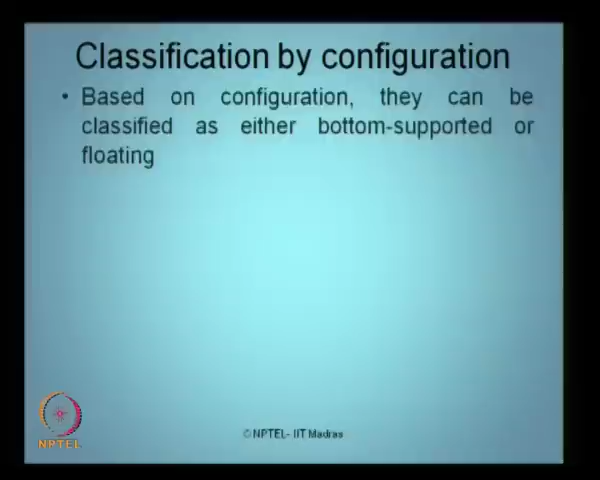 Classification by configuration
• Based on configuration, they can be
classified as either bottom-supported or
floating
NPTEL
© NPTEL- IIT Madras